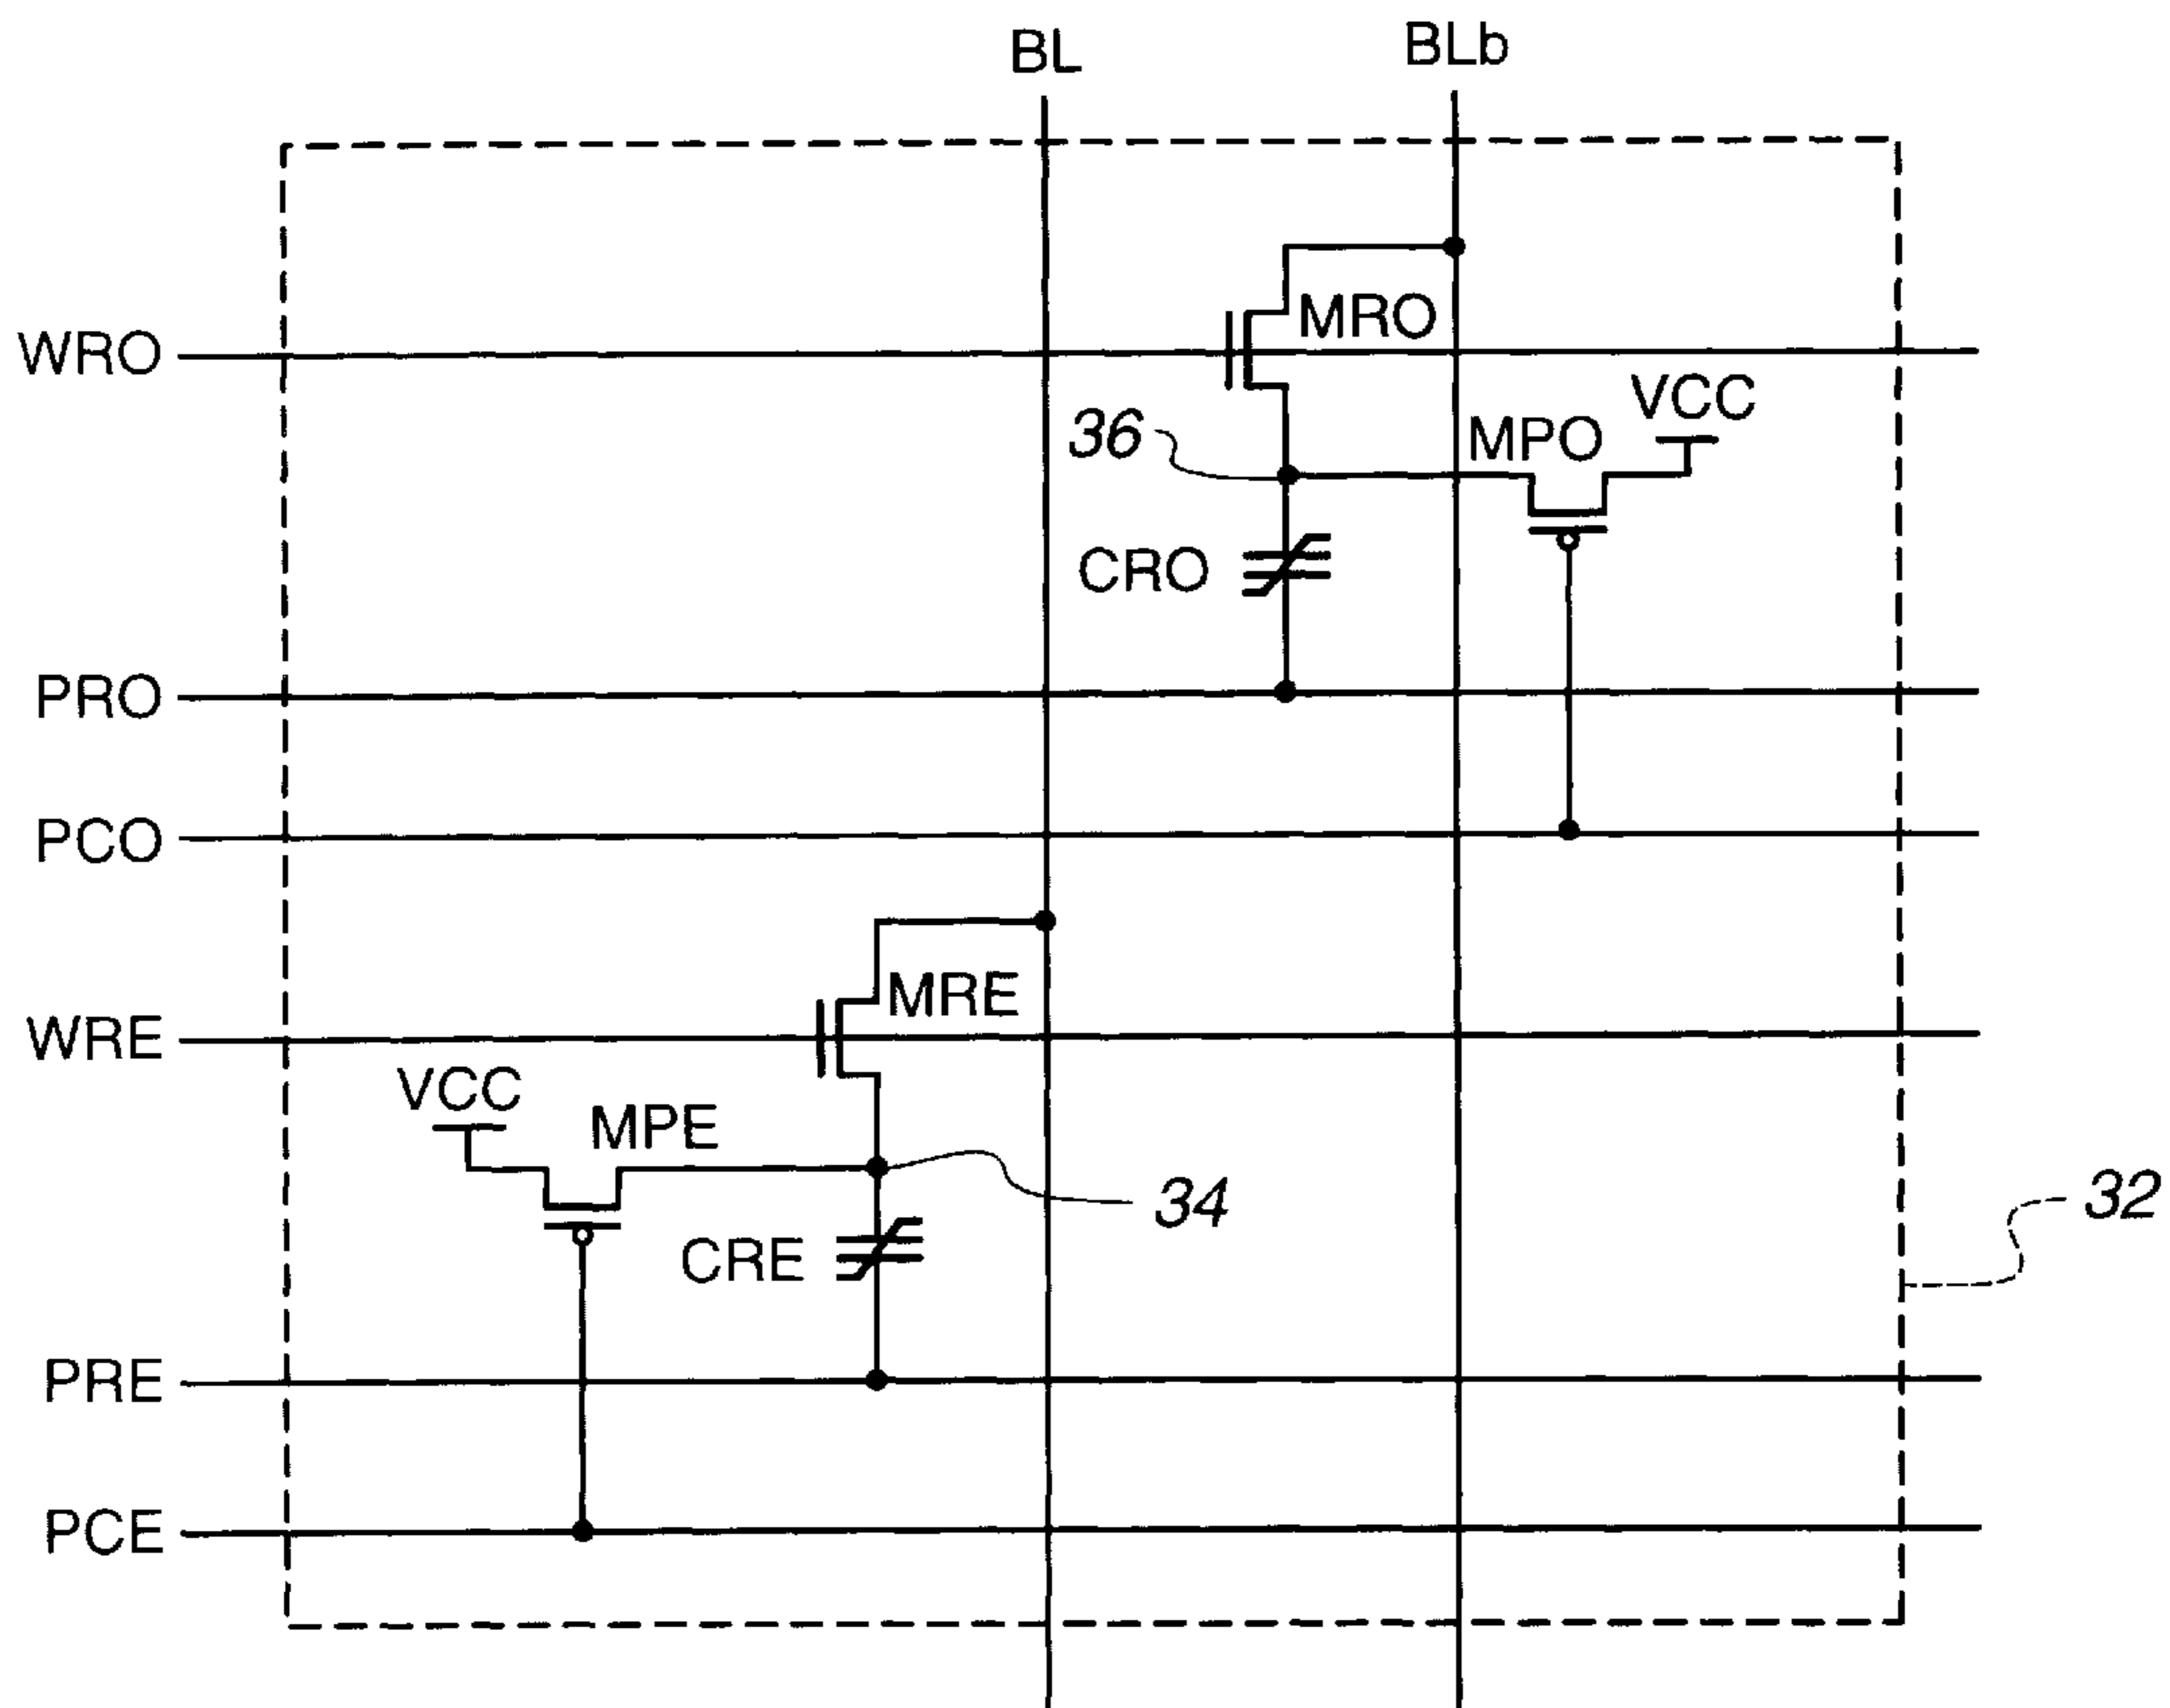 BL
BLb
WRO
MRO
VCC
36
MPO
CRO
PRO
PCO
MRE
WRE
VCC
MPE
34
32
CRE
PRE
PCE